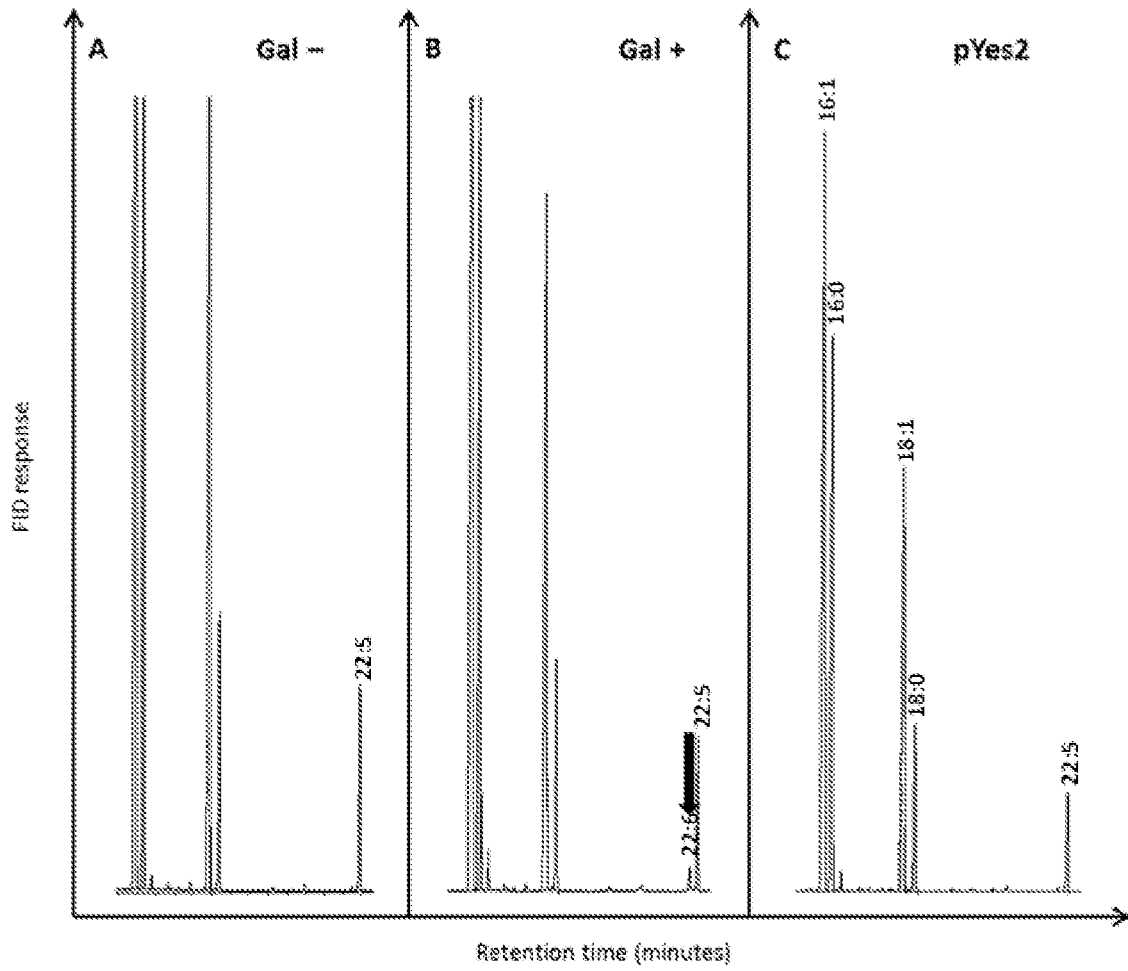 A
Gal –
B
Gal +
C
pYes2
16:1
16:0
18:1
18:0
22:5
22:5
22:6
22:5
FID response
Retention time (minutes)